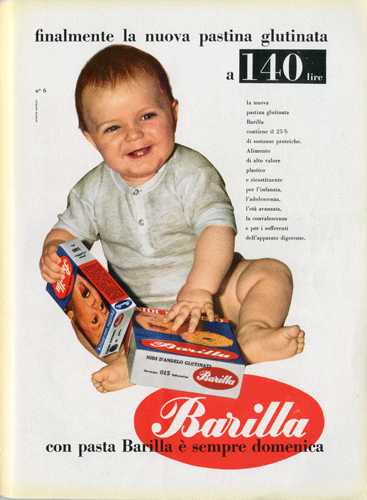 finalmente la nuova pastina glutinata
a 140 lire
n° 6
la nuova
pastina glutinata
Barilla
contiene il 25%
di sostanze proteiche.
Alimento
di alto valore
plastico
e ricostituente
per l'infanzia,
l'adolescenza,
l'età avanzata,
la convalescenza
e per i sofferenti
dell'apparato digerente.
Barilla
NIDI D'ANGELO GLUTINATI
015
Barilla
Barilla
con pasta Barilla è sempre domenica